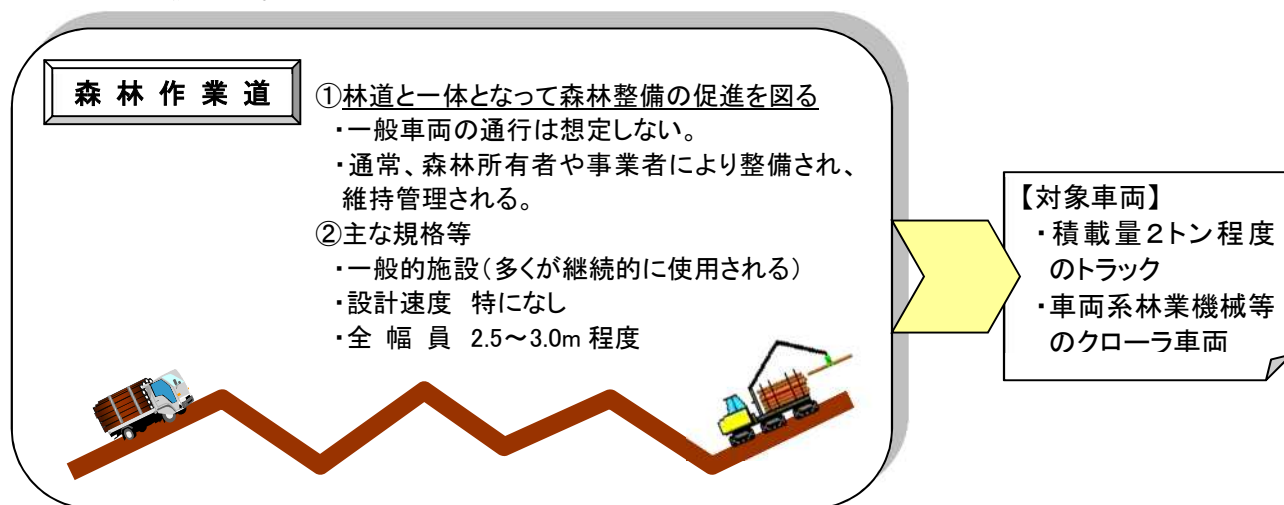 森林作業道
①林道と一体となって森林整備の促進を図る
・一般車両の通行は想定しない。
・通常、森林所有者や事業者により整備され、
維持管理される。
②主な規格等
・一般的施設(多くが継続的に使用される)
・設計速度 特になし
・全 幅 員 2.5～3.0m 程度
【対象車両】
・積載量2トン程度
のトラック
・車両系林業機械等
のクローラ車両